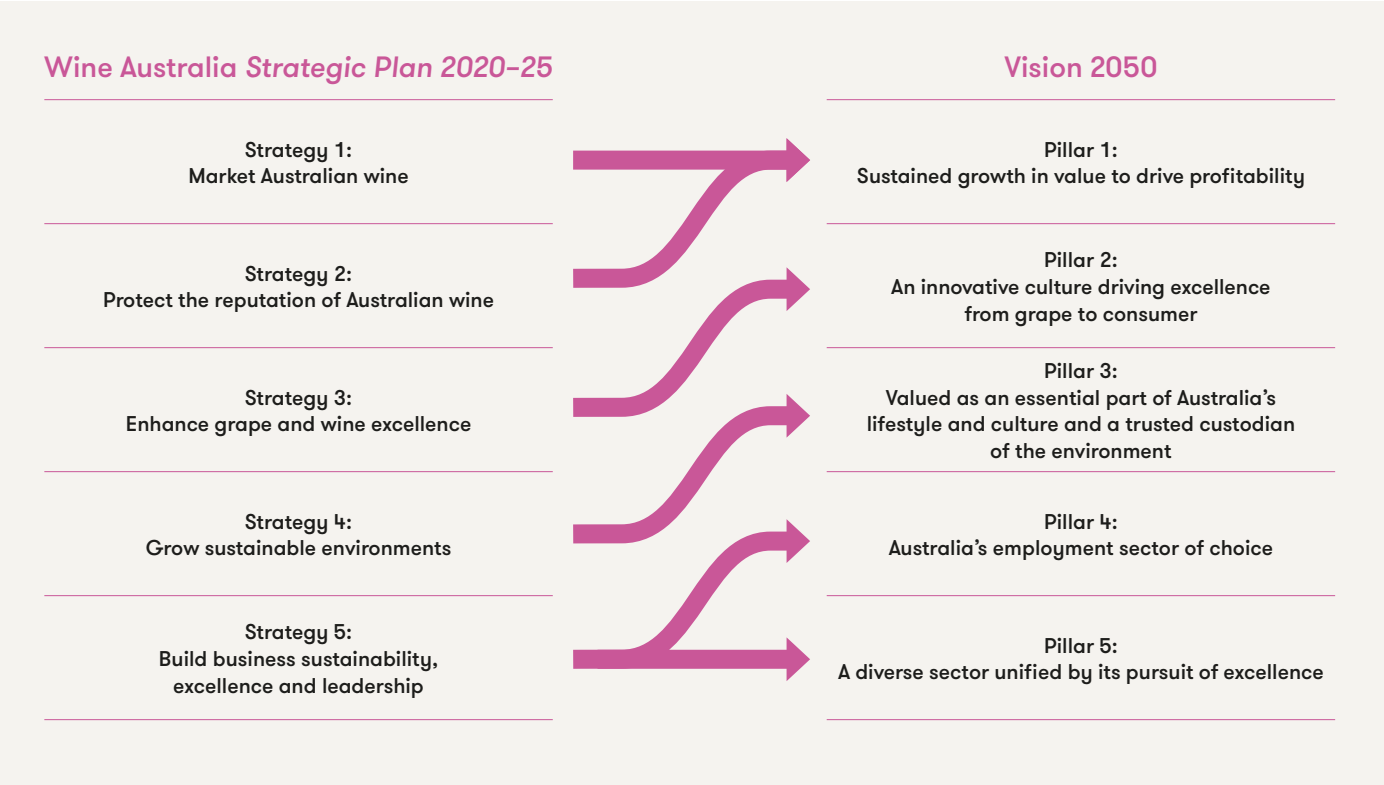 Wine Australia Strategic Plan 2020–25
Strategy 1:
Market Australian wine
Strategy 2:
Protect the reputation of Australian wine
Strategy 3:
Enhance grape and wine excellence
Strategy 4:
Grow sustainable environments
Strategy 5:
Build business sustainability,
excellence and leadership
Vision 2050
Pillar 1:
Sustained growth in value to drive profitability
Pillar 2:
An innovative culture driving excellence
from grape to consumer
Pillar 3:
Valued as an essential part of Australia’s
lifestyle and culture and a trusted custodian
of the environment
Pillar 4:
Australia’s employment sector of choice
Pillar 5:
A diverse sector unified by its pursuit of excellence